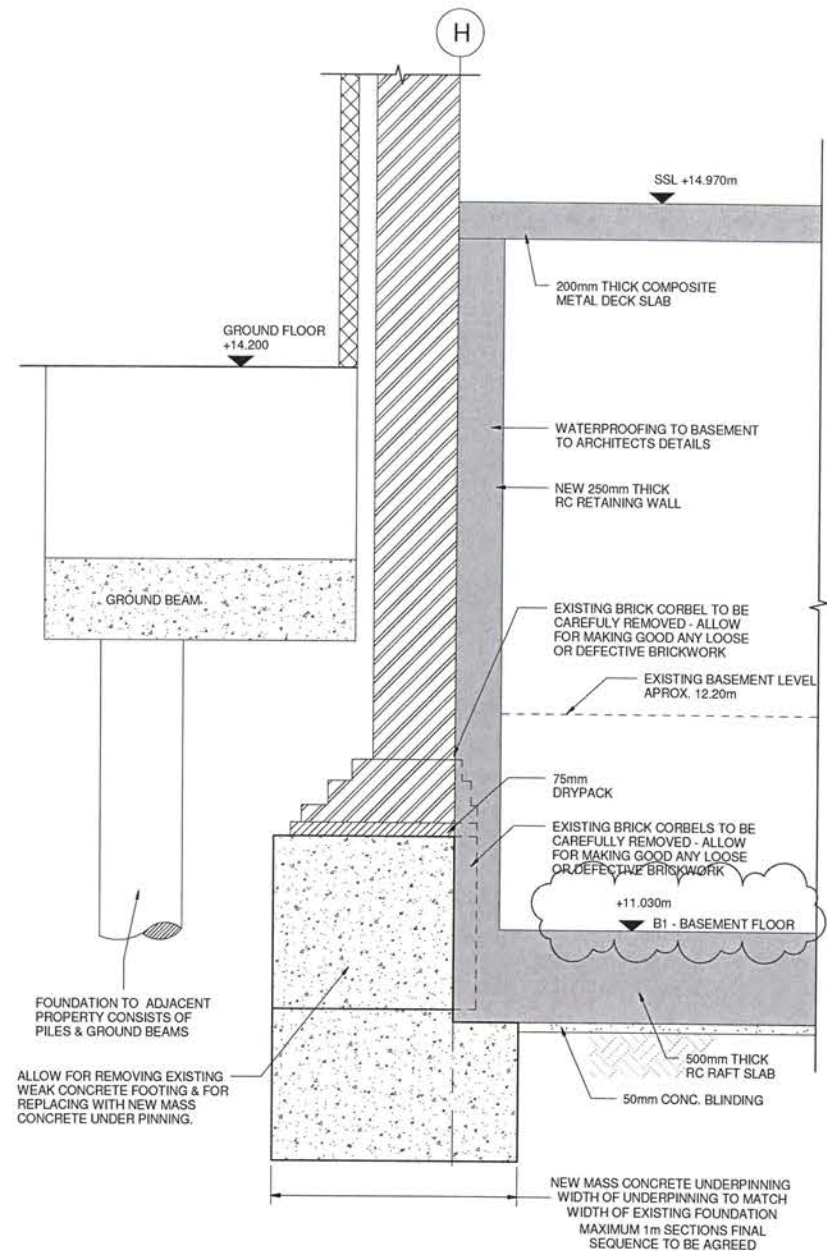 H
SSL +14.970m
200mm THICK COMPOSITE
METAL DECK SLAB
GROUND FLOOR
+14.200
WATERPROOFING TO BASEMENT
TO ARCHITECTS DETAILS
NEW 250mm THICK
RC RETAINING WALL
GROUND BEAM
EXISTING BRICK CORBEL TO BE
CAREFULY REMOVED - ALLOW
FOR MAKING GOOD ANY LOOSE
OR DEFECTIVE BRICKWORK
EXISTING BASEMENT LEVEL
APROX. 12.20m
75mm
DRYPACK
EXISTING BRICK CORBELS TO BE
CAREFULLY REMOVED - ALLOW
FOR MAKING GOOD ANY LOOSE
OR DEFECTIVE BRICKWORK
+11.030m
B1 - BASEMENT FLOOR
FOUNDATION TO ADJACENT
PROPERTY CONSISTS OF
PILES & GROUND BEAMS
500mm THICK
RC RAFT SLAB
50mm CONC. BLINDING
ALLOW FOR REMOVING EXISTING
WEAK CONCRETE FOOTING & FOR
REPLACING WITH NEW MASS
CONCRETE UNDER PINNING.
NEW MASS CONCRETE UNDERPINNING
WIDTH OF UNDERPINNING TO MATCH
WIDTH OF EXISTING FOUNDATION
MAXIMUM 1m SECTIONS FINAL
SEQUENCE TO BE AGREED